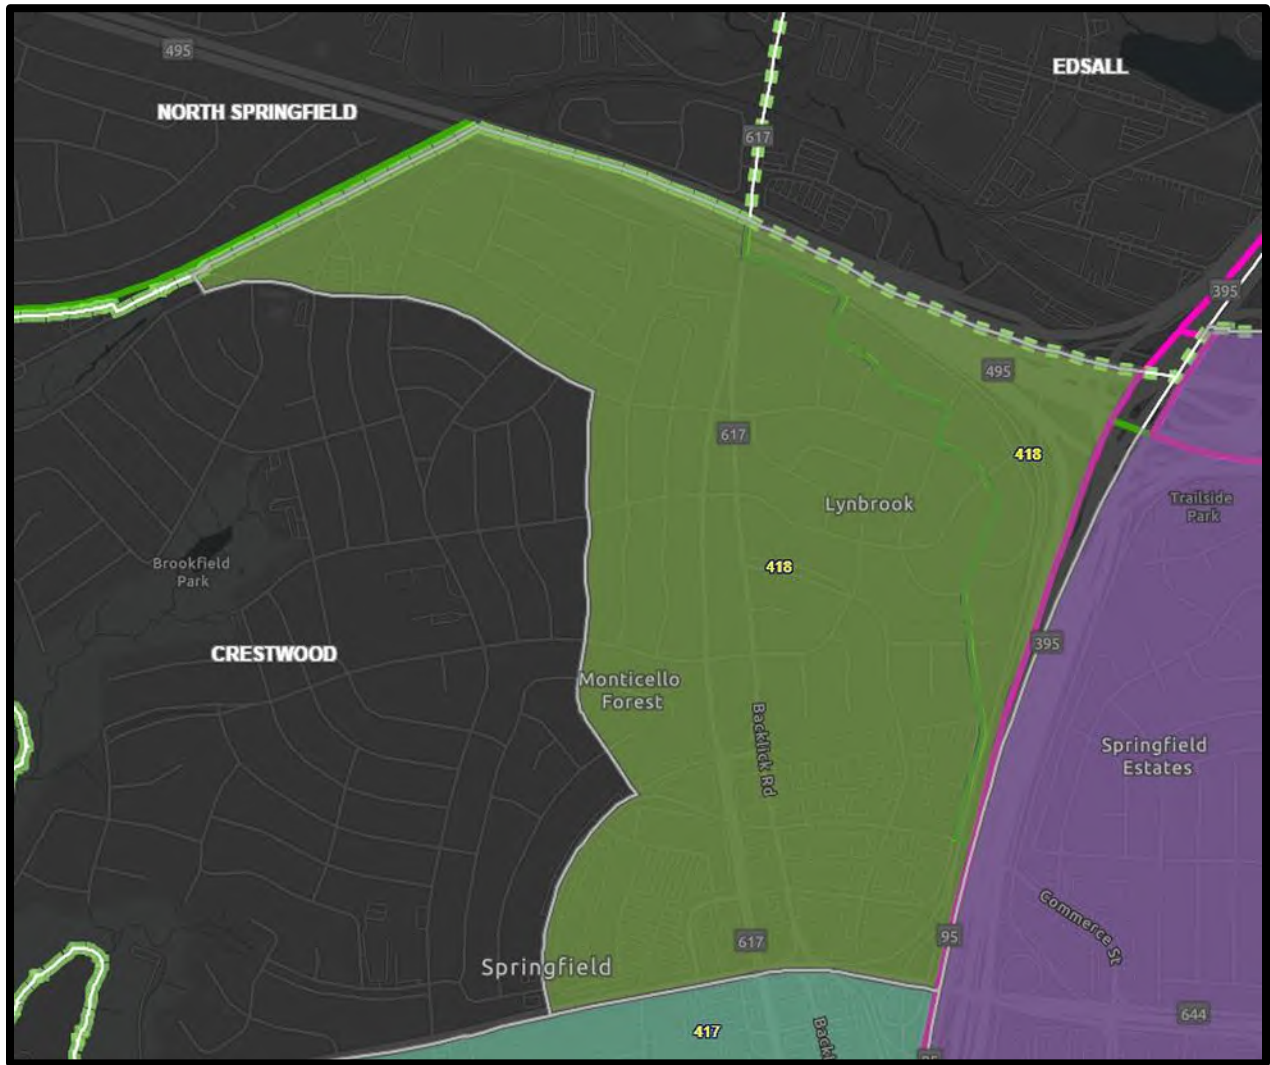 495
EDSALL
NORTH SPRINGFIELD
617
395
495
617
418
Lynbrook
Trailside
Park
Brookfield
Park
418
395
CRESTWOOD
Monticello
Forest
Backlick Rd
Springfield
Estates
Commerce St
95
617
Springfield
644
417
Backl